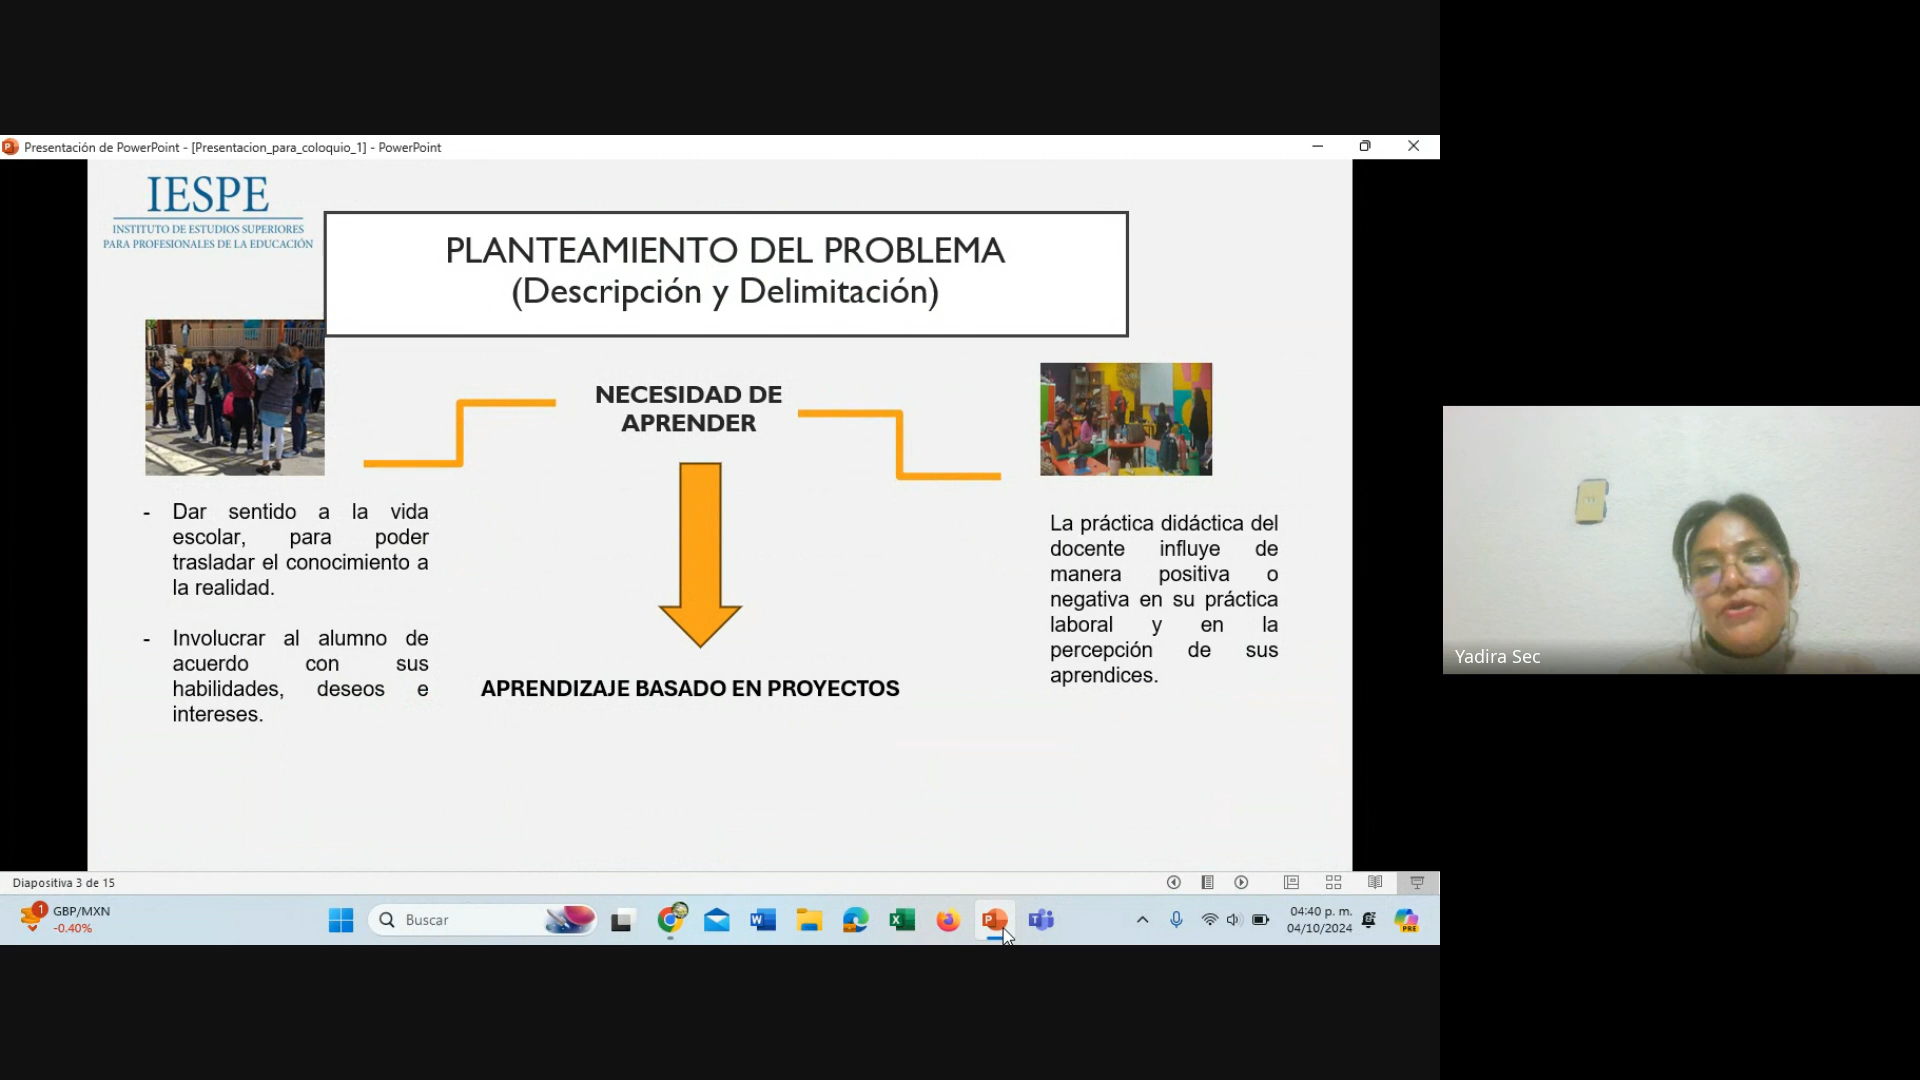 Presentación de PowerPoint - [Presentacion_para_coloquio_1] - PowerPoint
IESPE
INSTITUTO DE ESTUDIOS SUPERIORES
PARA PROFESIONALES DE LA EDUCACIÓN
PLANTEAMIENTO DEL PROBLEMA
(Descripción y Delimitación)
NECESIDAD DE
APRENDER
- Dar sentido a la vida
escolar, para poder
trasladar el conocimiento a
la realidad.
- Involucrar al alumno de
acuerdo con sus
habilidades, deseos e
intereses.
APRENDIZAJE BASADO EN PROYECTOS
La práctica didáctica del
docente influye de
manera positiva o
negativa en su práctica
laboral y en la
percepción de sus
aprendices.
Yadira Sec
Diapositiva 3 de 15
1
GBP/MXN
-0.40%
Buscar
04:40 p. m.
04/10/2024
PRE